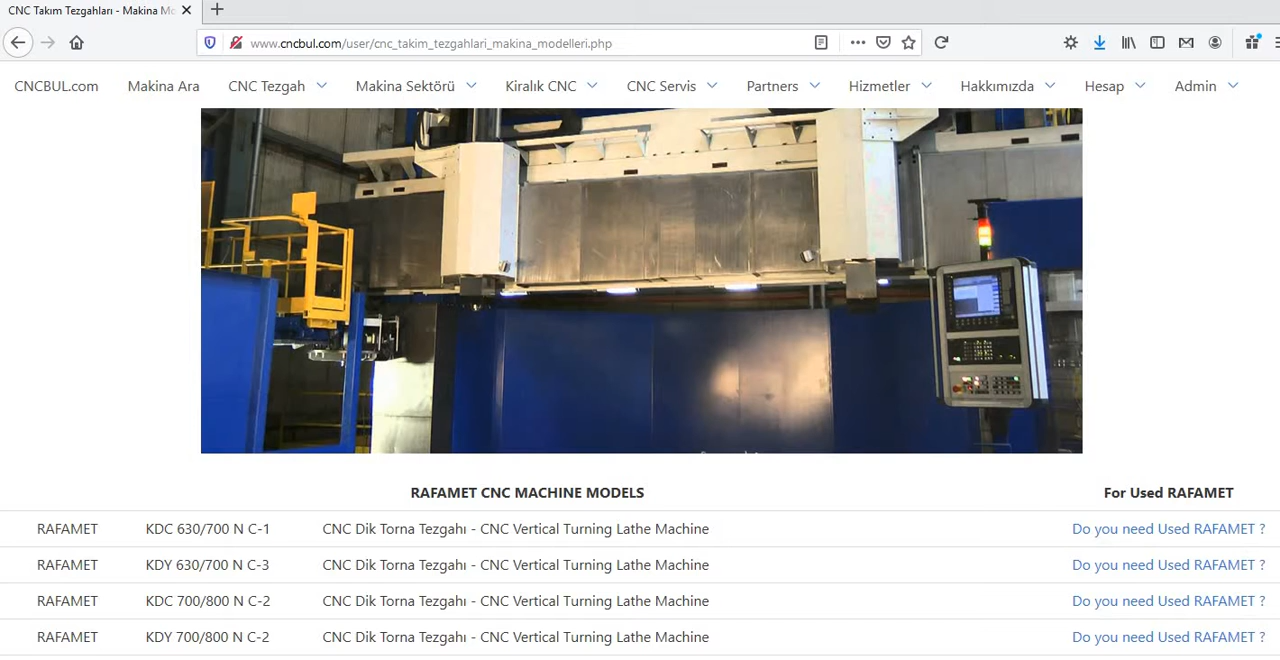 CNC Takım Tezgahları - Makina Mo
www.cncbul.com/user/cnc_takim_tezgahlari_makina_modelleri.php
CNCBUL.com Makina Ara CNC Tezgah Makina Sektörü Kiralık CNC CNC Servis Partners Hizmetler Hakkımızda Hesap Admin
RAFAMET CNC MACHINE MODELS For Used RAFAMET
RAFAMET KDC 630/700 N C-1 CNC Dik Torna Tezgahı - CNC Vertical Turning Lathe Machine Do you need Used RAFAMET ?
RAFAMET KDY 630/700 N C-3 CNC Dik Torna Tezgahı - CNC Vertical Turning Lathe Machine Do you need Used RAFAMET ?
RAFAMET KDC 700/800 N C-2 CNC Dik Torna Tezgahı - CNC Vertical Turning Lathe Machine Do you need Used RAFAMET ?
RAFAMET KDY 700/800 N C-2 CNC Dik Torna Tezgahı - CNC Vertical Turning Lathe Machine Do you need Used RAFAMET ?